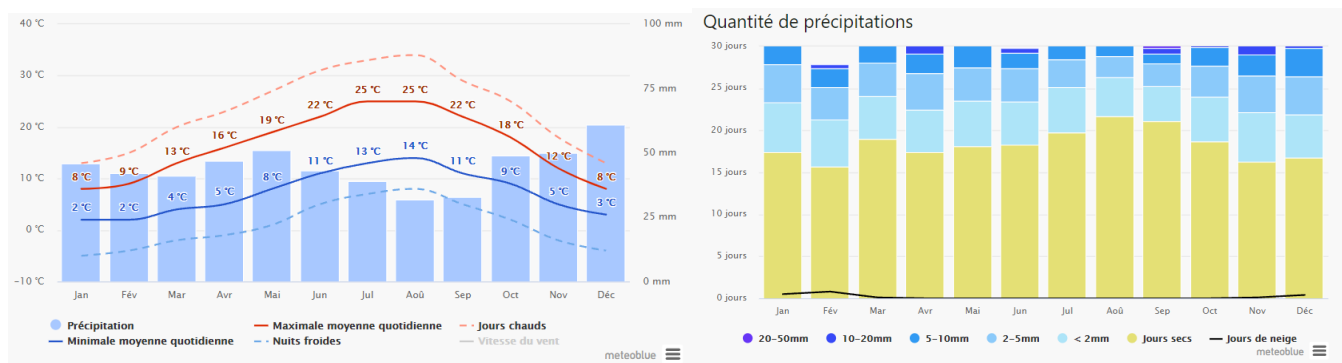 40 °C
100 mm
30 °C
75 mm
20 °C
50 mm
10 °C
25 mm
0 °C
-10 °C
0 mm
8 °C
9 °C
13 °C
16 °C
19 °C
22 °C
25 °C
25 °C
22 °C
18 °C
12 °C
8 °C
2 °C
2 °C
4 °C
5 °C
8 °C
11 °C
13 °C
14 °C
11 °C
9 °C
5 °C
3 °C
Jan Fév Mar Avr Mai Jun Jul Aoû Sep Oct Nov Déc
Précipitation Maximale moyenne quotidienne Jours chauds
Minimale moyenne quotidienne Nuits froides Vitesse du vent
meteoblue
Quantité de précipitations
30 jours
25 jours
20 jours
15 jours
10 jours
5 jours
0 jours
Jan Fév Mar Avr Mai Jun Jul Aoû Sep Oct Nov Déc
20-50mm 10-20mm 5-10mm 2-5mm < 2mm Jours secs Jours de neige
meteoblue